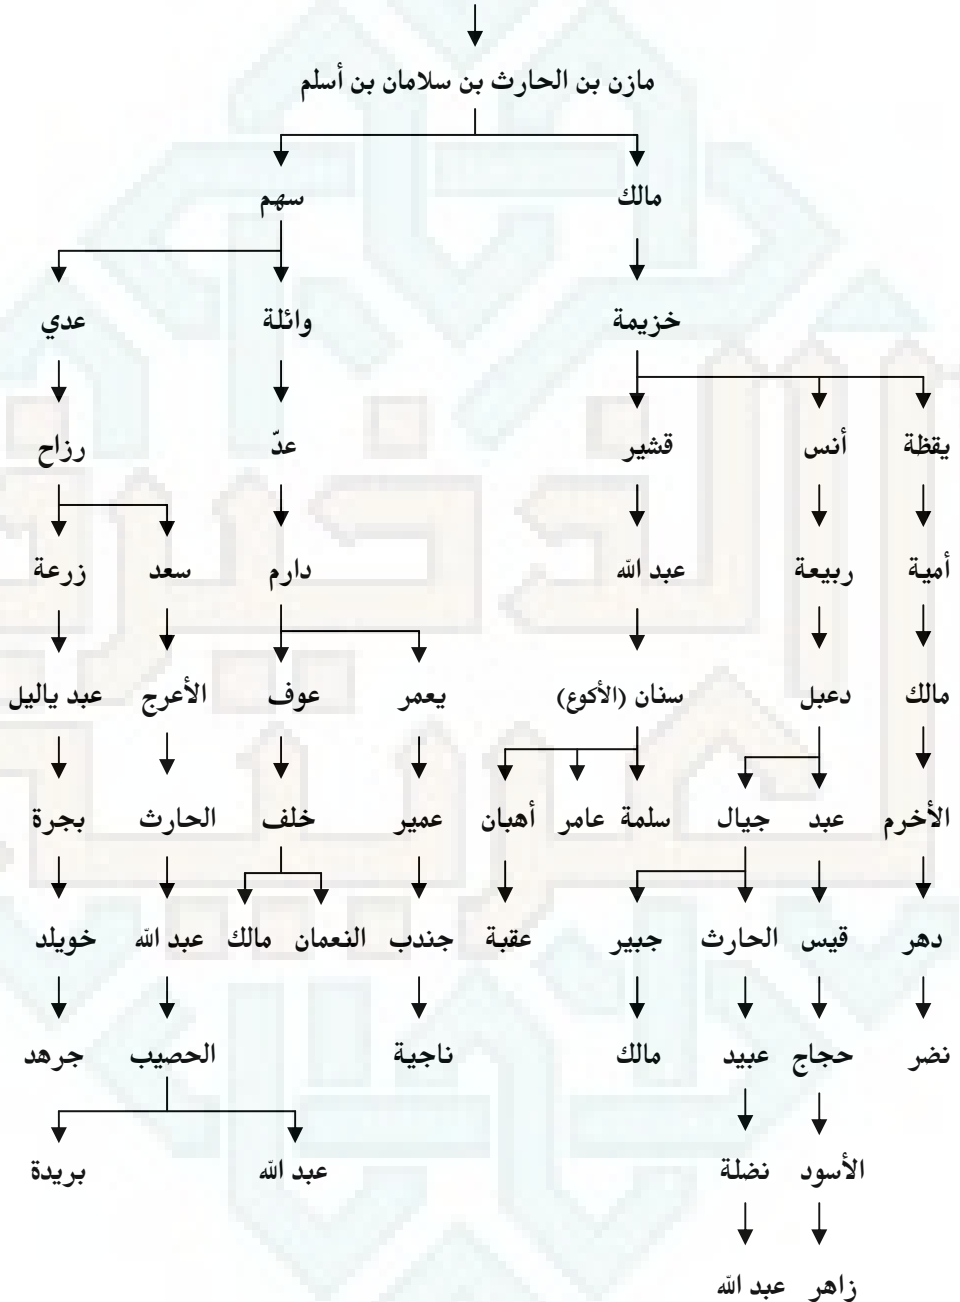 مازن بن الحارث بن سلامان بن أسلم
مالك سهم
خزيمة وائلة عدي
يقظة أنس قشير عدّ رزاح
أمية ربيعة عبد الله دارم سعد زرعة
مالك دعبل سنان (الأكوع) يعمر عوف الأعرج عبد ياليل
الأخرم عبد جيال سلمة عامر أهبان عمير خلف الحارث بجرة
دهر قيس الحارث جبير عقبة جندب النعمان مالك عبد الله خويلد
نضر حجاج عبيد مالك ناجية الحصيب جرهد
الأسود نضلة عبد الله بريدة
زاهر عبد الله